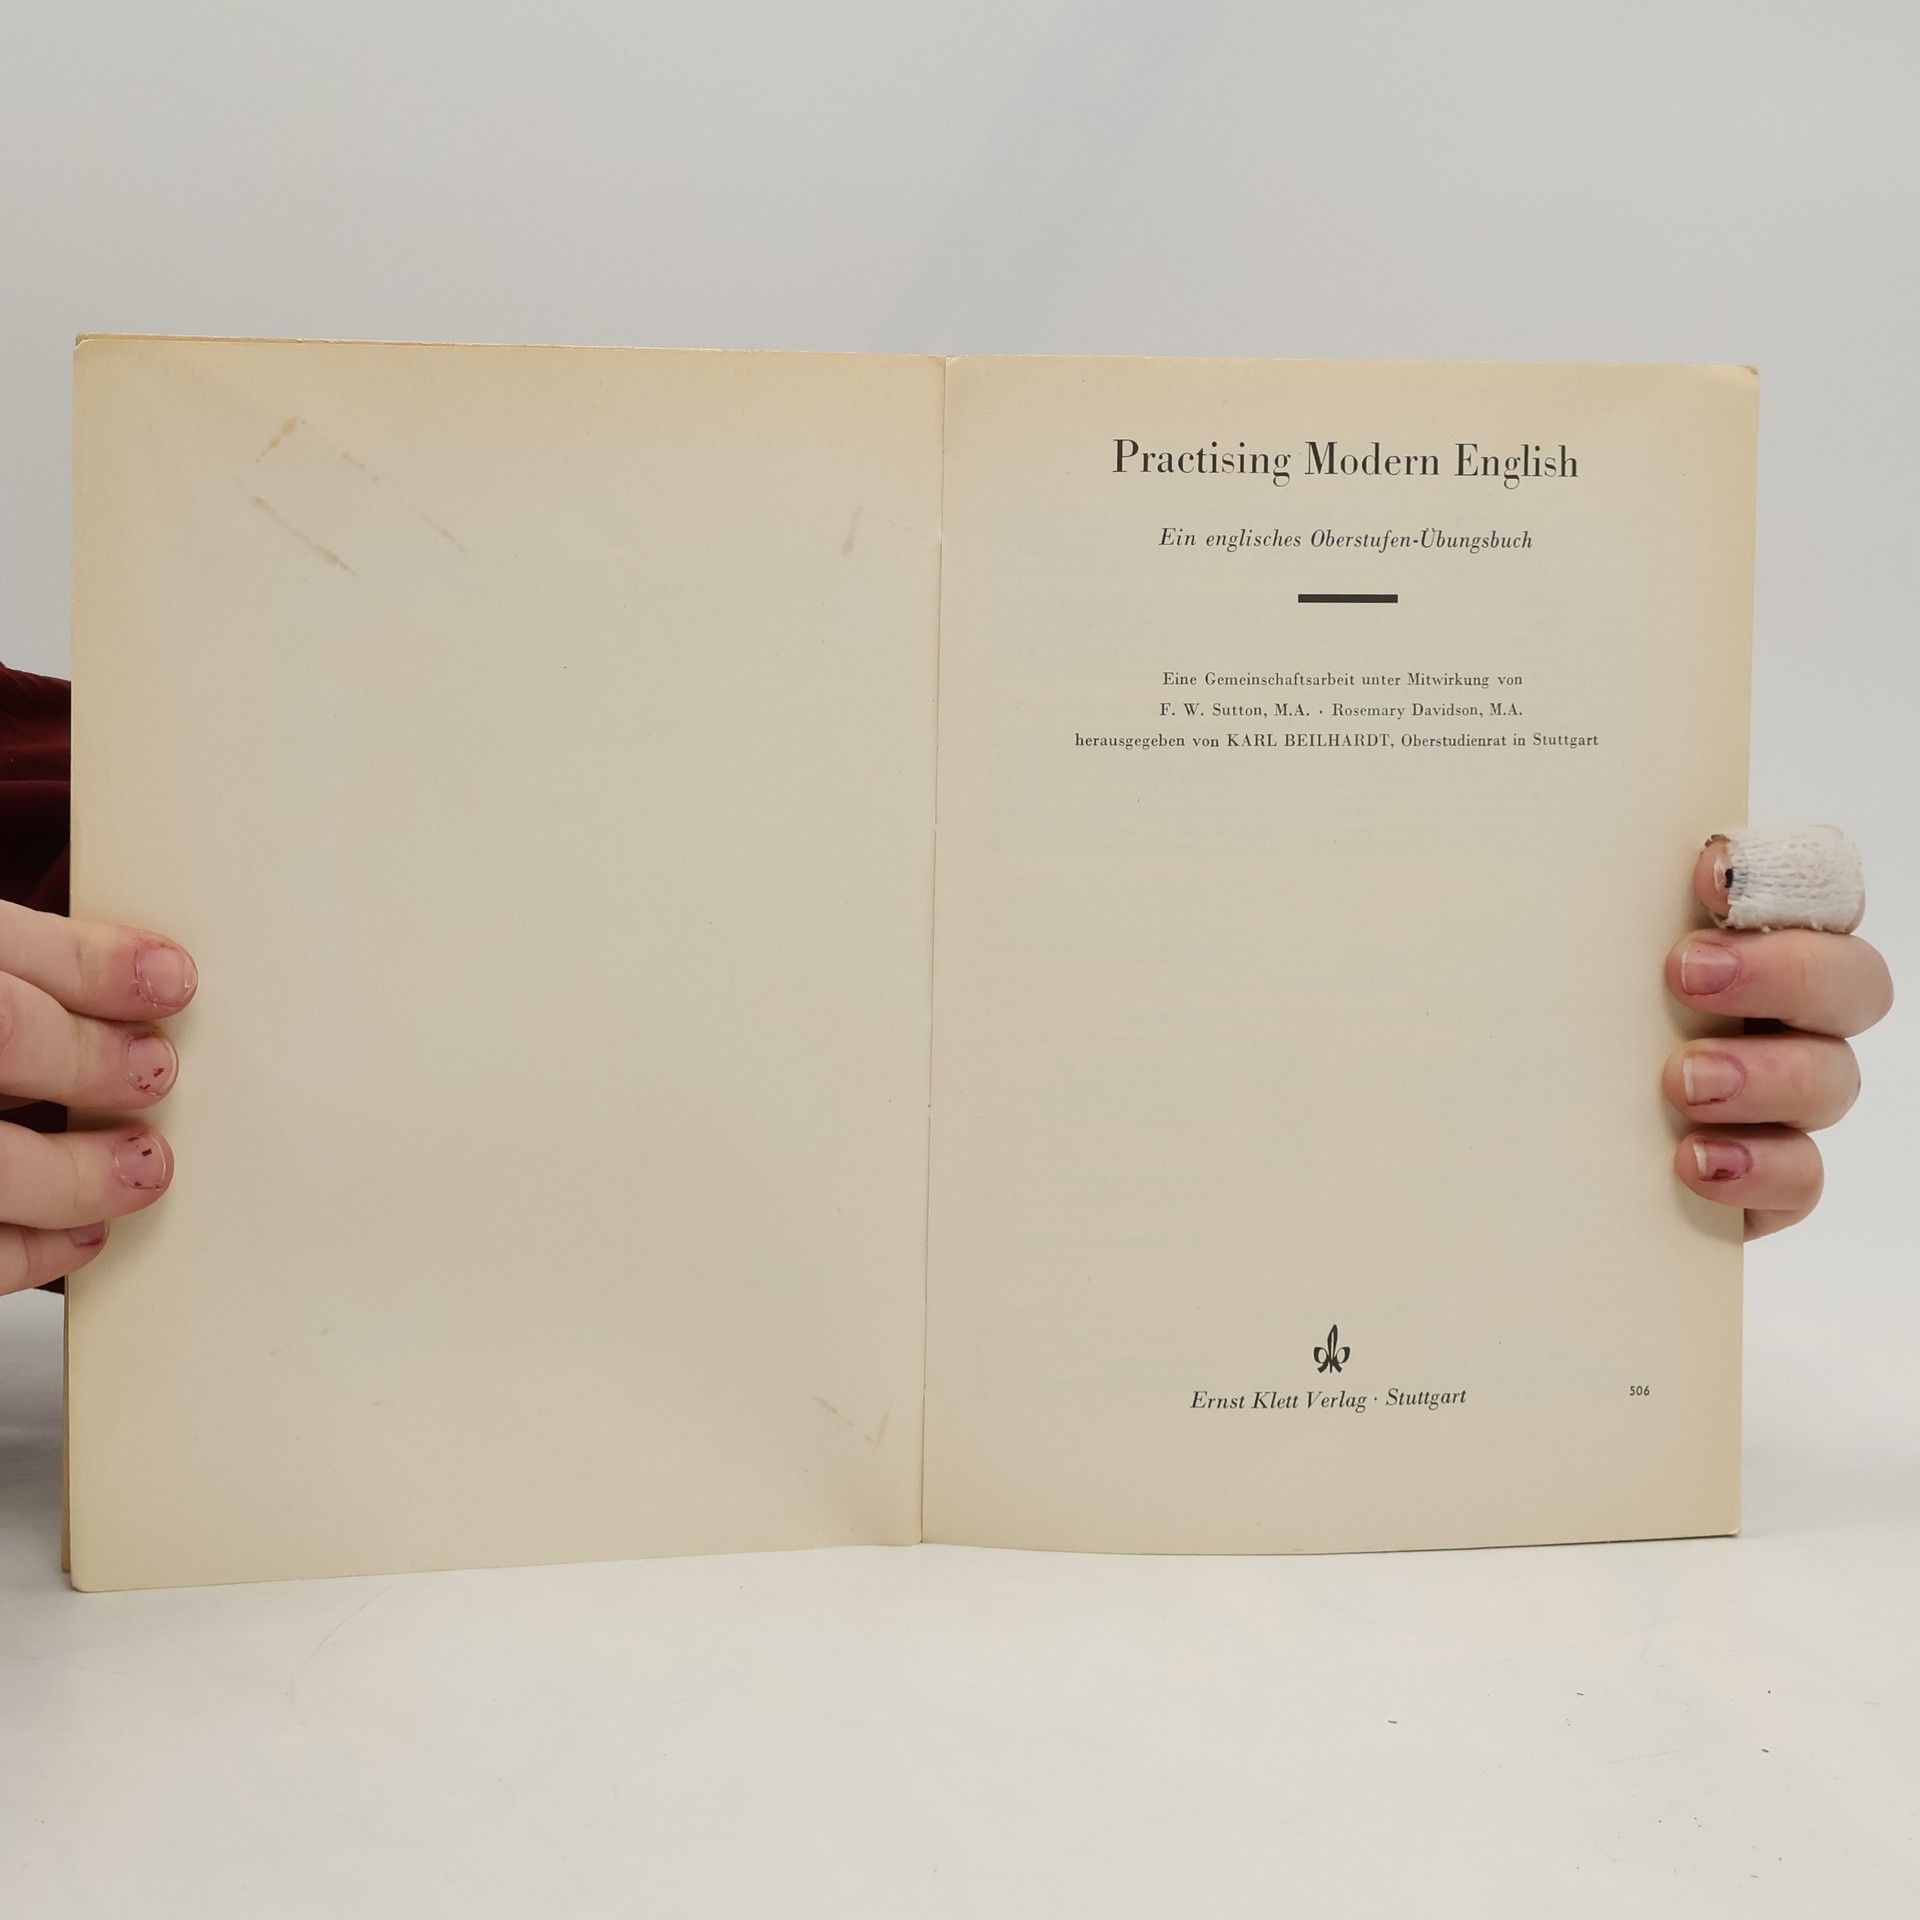 Practising Modern English
Ein englisches Oberstufen-Übungsbuch
Eine Gemeinschaftsarbeit unter Mitwirkung von
F. W. Sutton, M.A. · Rosemary Davidson, M.A.
herausgegeben von KARL BEILHARDT, Oberstudienrat in Stuttgart
Ernst Klett Verlag · Stuttgart
506